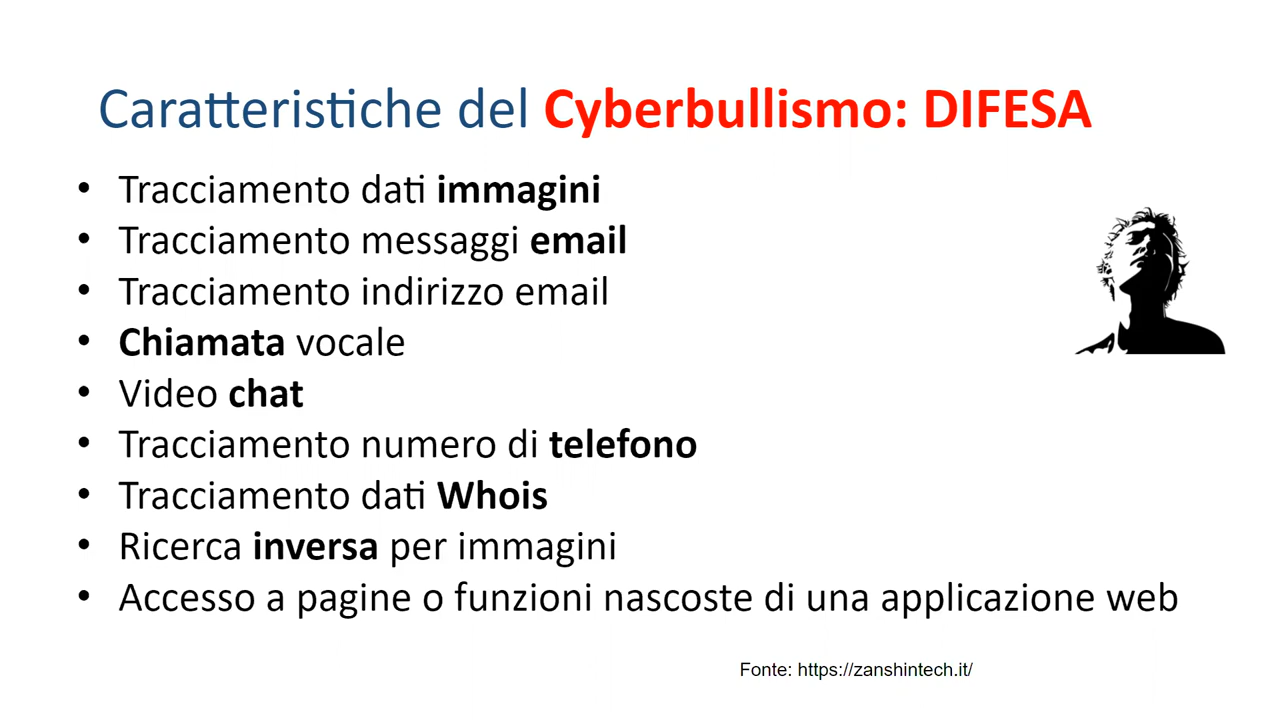 Caratteristiche del Cyberbullismo: DIFESA
• Tracciamento dati immagini
• Tracciamento messaggi email
• Tracciamento indirizzo email
• Chiamata vocale
• Video chat
• Tracciamento numero di telefono
• Tracciamento dati Whois
• Ricerca inversa per immagini
• Accesso a pagine o funzioni nascoste di una applicazione web
Fonte: https://zanshintech.it/